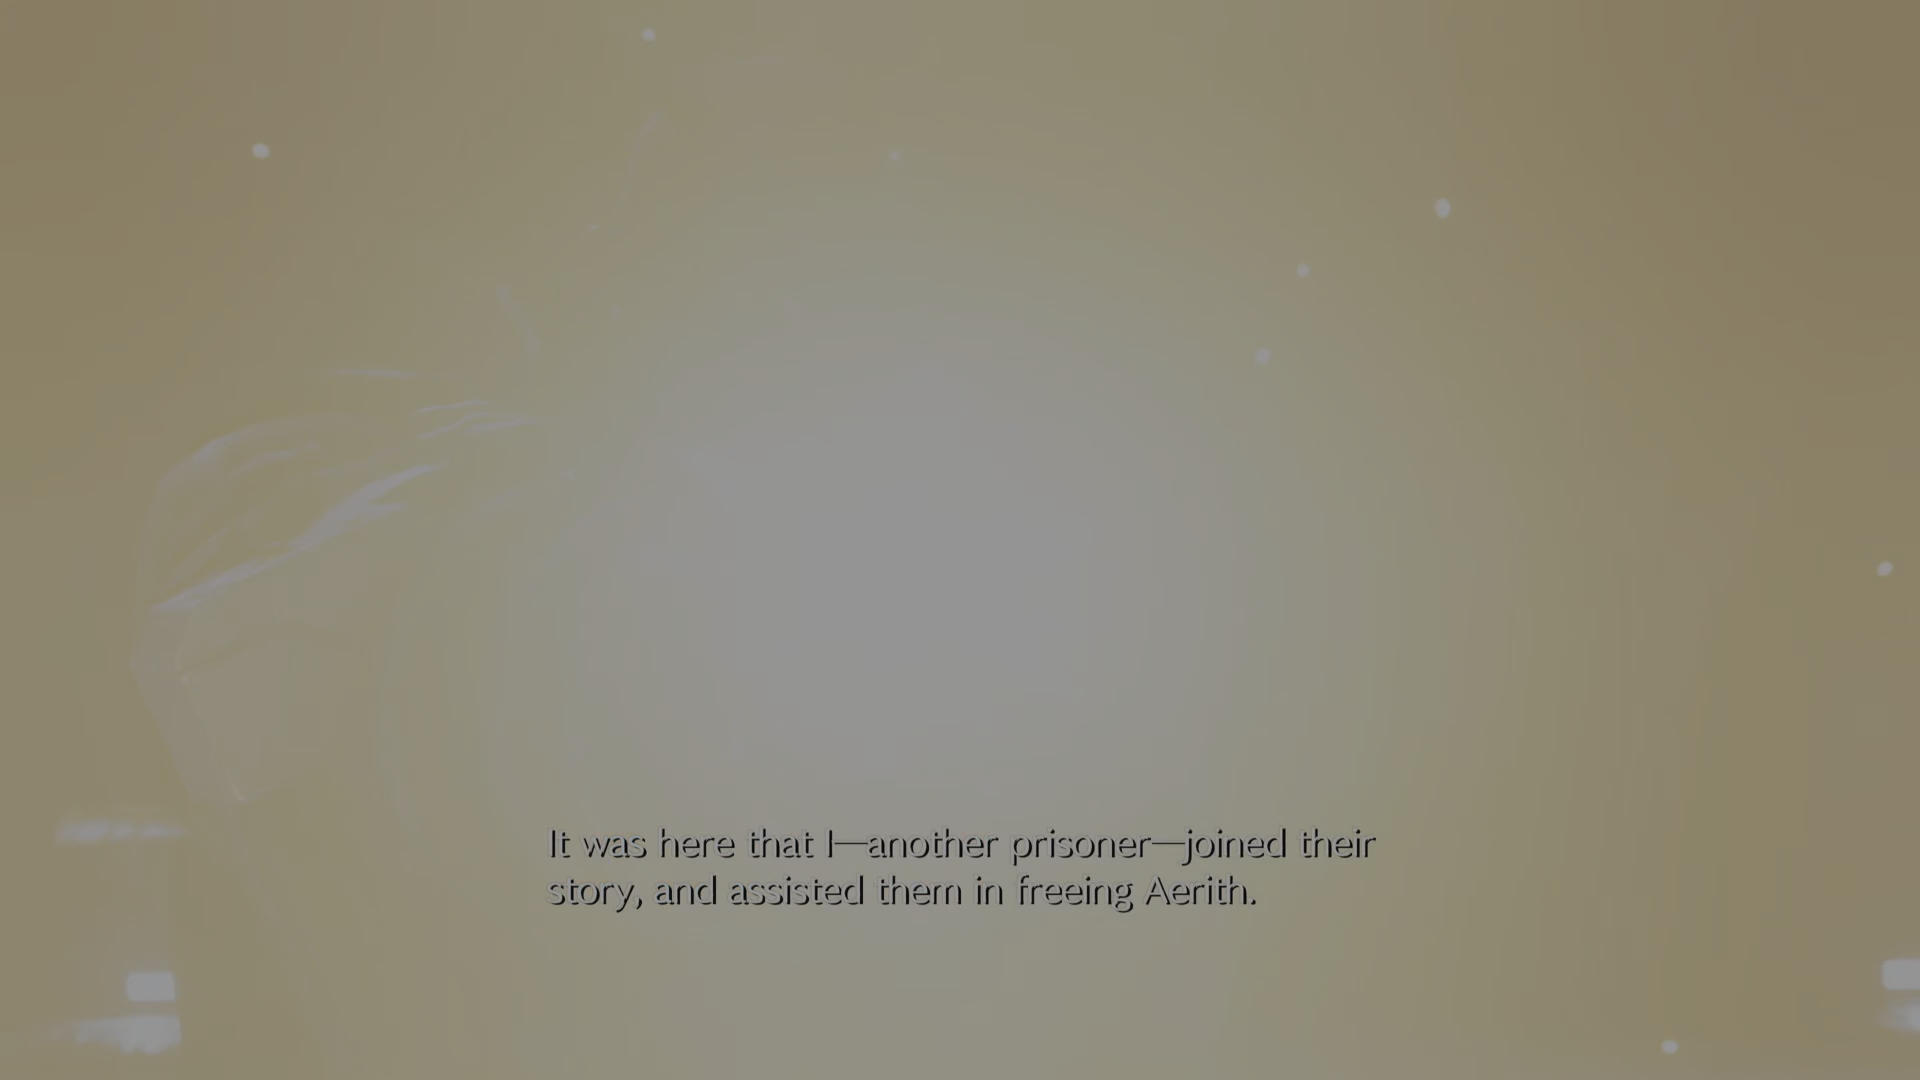 It was here that I—another prisoner—joined their
story, and assisted them in freeing Aerith.